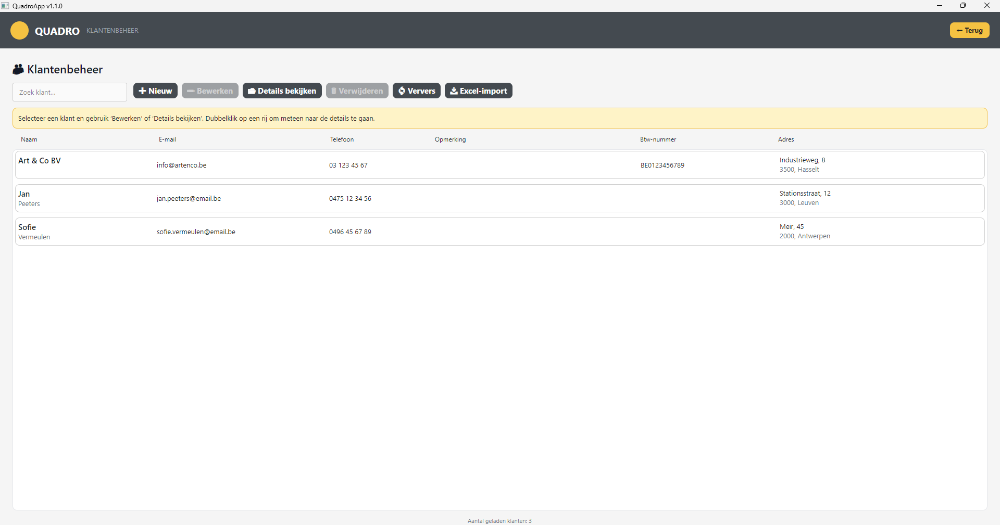 QuadroApp v1.1.0
QUADRO KLANTENBEHEER
Terug
Klantenbeheer
Zoek klant... Nieuw Bewerken Details bekijken Verwijderen Ververs Excel-import
Selecteer een klant en gebruik ‘Bewerken’ of ‘Details bekijken’. Dubbelklik op een rij om meteen naar de details te gaan.
Naam E-mail Telefoon Opmerking Btw-nummer Adres
Art & Co BV info@artenco.be 03 123 45 67 BE0123456789 Industrieweg, 8
3500, Hasselt
Jan jan.peeters@email.be 0475 12 34 56 Stationsstraat, 12
Peeters 3000, Leuven
Sofie sofie.vermeulen@email.be 0496 45 67 89 Meir, 45
Vermeulen 2000, Antwerpen
Aantal geladen klanten: 3